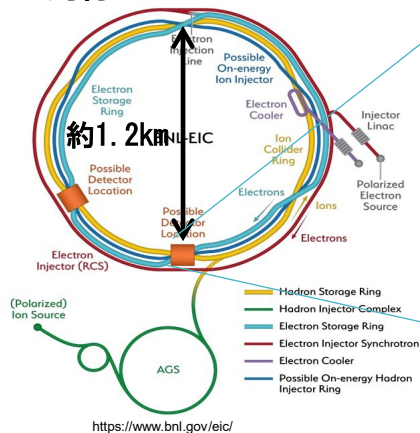 Electron
Injection
Line
Possible
On-energy
Ion Injector
Electron
Storage
Ring
Electron
Cooler
Injector
Linac
約1.2km
BNL-EIC
Ion
Collider
Ring
Possible
Detector
Location
Possible
Detector
Location
Electrons
Ions
Electrons
Polarized
Electron
Source
Electron
Injector (RCS)
(Polarized)
Ion Source
AGS
Hadron Storage Ring
Hadron Injector Complex
Electron Storage Ring
Electron Injector Synchrotron
Electron Cooler
Possible On-energy Hadron
Injector Ring
https://www.bnl.gov/eic/